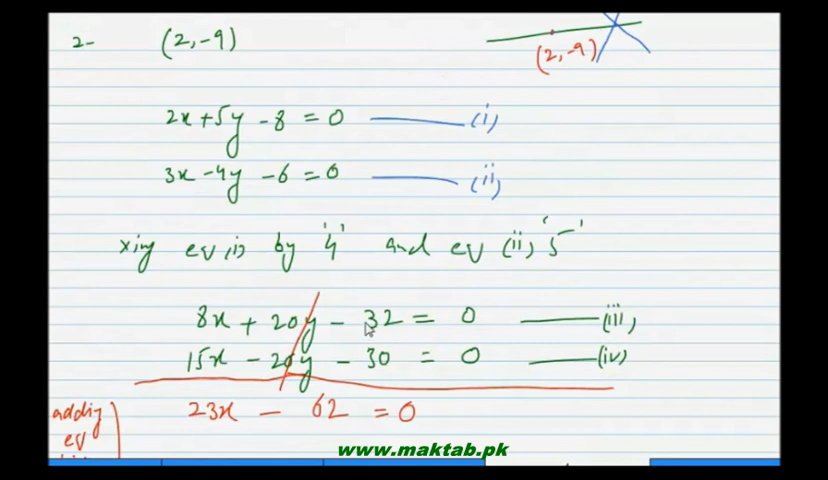 2- (2,-9)
(2,-9)
2x+5y -8 = 0 (i)
3x-4y -6 = 0 (ii)
xing eq (i) by '4' and eq (ii) '5'
8x + 20y - 32 = 0 (iii)
15x - 20y - 30 = 0 (iv)
23x - 62 = 0
adding
eq
www.maktab.pk